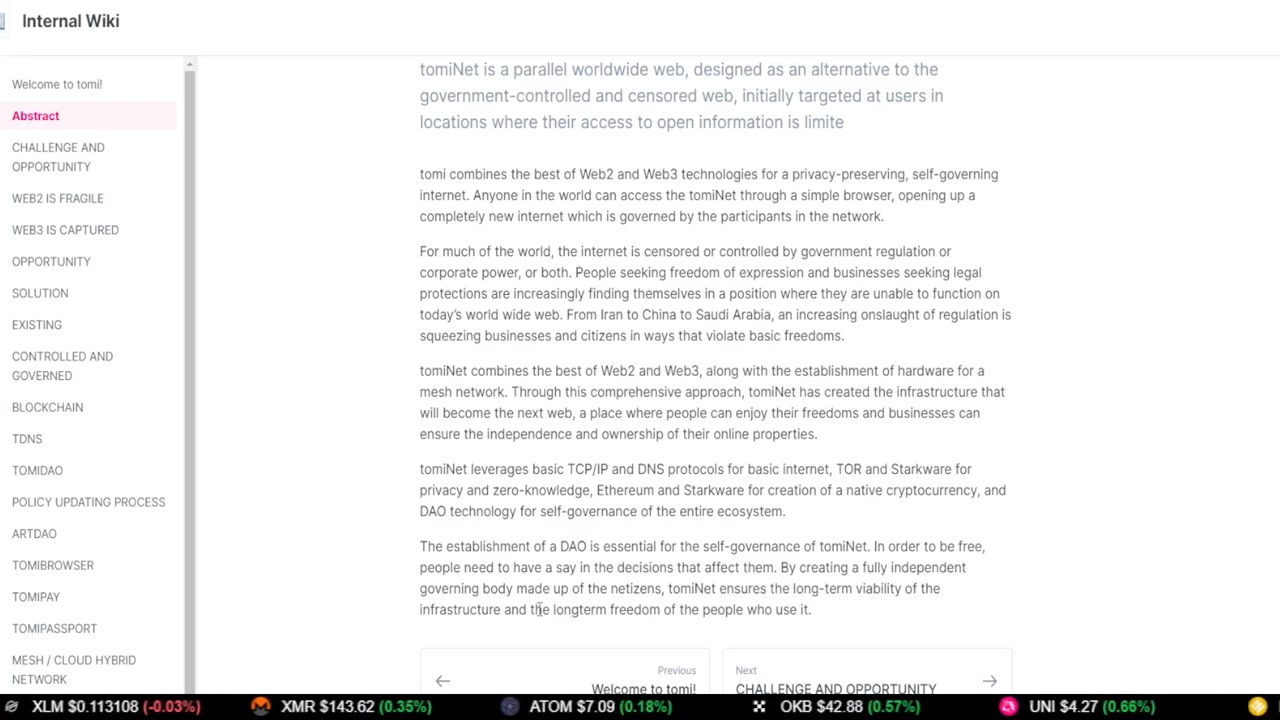 Internal Wiki
Welcome to tomi!
Abstract
CHALLENGE AND
OPPORTUNITY
WEB2 IS FRAGILE
WEB3 IS CAPTURED
OPPORTUNITY
SOLUTION
EXISTING
CONTROLLED AND
GOVERNED
BLOCKCHAIN
TDNS
TOMIDAO
POLICY UPDATING PROCESS
ARTDAO
TOMIBROWSER
TOMIPAY
TOMIPASSPORT
MESH / CLOUD HYBRID
NETWORK
tomiNet is a parallel worldwide web, designed as an alternative to the
government-controlled and censored web, initially targeted at users in
locations where their access to open information is limite
tomi combines the best of Web2 and Web3 technologies for a privacy-preserving, self-governing
internet. Anyone in the world can access the tomiNet through a simple browser, opening up a
completely new internet which is governed by the participants in the network.
For much of the world, the internet is censored or controlled by government regulation or
corporate power, or both. People seeking freedom of expression and businesses seeking legal
protections are increasingly finding themselves in a position where they are unable to function on
today's world wide web. From Iran to China to Saudi Arabia, an increasing onslaught of regulation is
squeezing businesses and citizens in ways that violate basic freedoms.
tomiNet combines the best of Web2 and Web3, along with the establishment of hardware for a
mesh network. Through this comprehensive approach, tomiNet has created the infrastructure that
will become the next web, a place where people can enjoy their freedoms and businesses can
ensure the independence and ownership of their online properties.
tomiNet leverages basic TCP/IP and DNS protocols for basic internet, TOR and Starkware for
privacy and zero-knowledge, Ethereum and Starkware for creation of a native cryptocurrency, and
DAO technology for self-governance of the entire ecosystem.
The establishment of a DAO is essential for the self-governance of tomiNet. In order to be free,
people need to have a say in the decisions that affect them. By creating a fully independent
governing body made up of the netizens, tomiNet ensures the long-term viability of the
infrastructure and the longterm freedom of the people who use it.
Previous
Welcome to tomi!
Next
CHALLENGE AND OPPORTUNITY
XLM $0.113108 (-0.03%) XMR $143.62 (0.35%) ATOM $7.09 (0.18%) OKB $42.88 (0.57%) UNI $4.27 (0.66%)